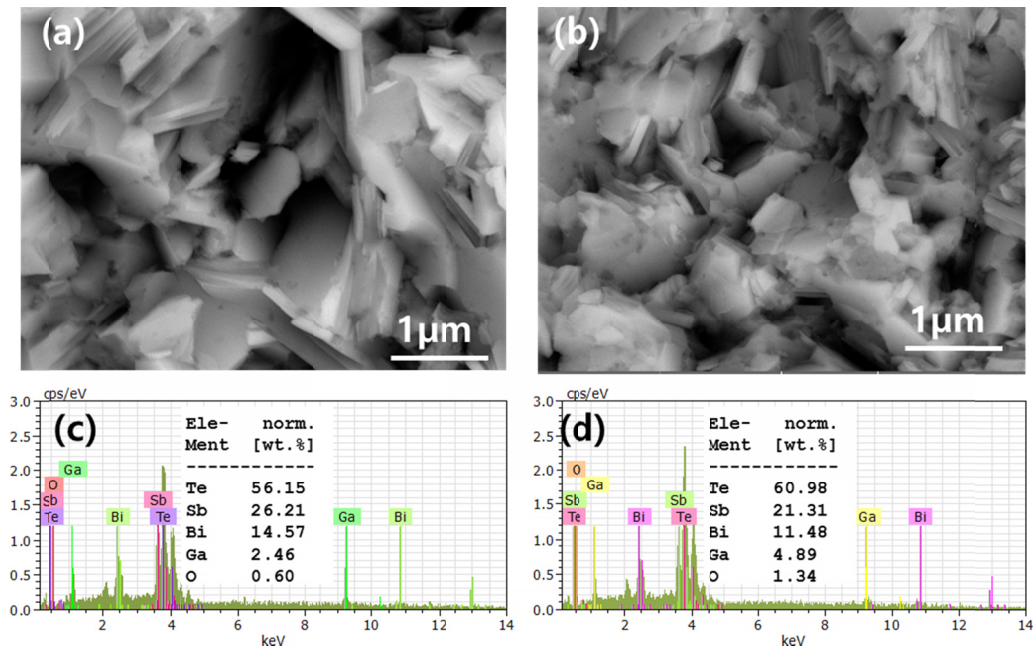 (a)
1μm
(b)
1μm
cps/eV
3.0
2.5
2.0
1.5
1.0
0.5
0.0
(c)
Ele- norm.
Ment [wt.%]
-------------
Te 56.15
Sb 26.21
Bi 14.57
Ga 2.46
O 0.60
Ga
O
Sb
Te
Bi
Sb
Te
Ga
Bi
2 4 6 8 10 12 14
keV
cps/eV
3.0
2.5
2.0
1.5
1.0
0.5
0.0
(d)
Ele- norm.
Ment [wt.%]
-------------
Te 60.98
Sb 21.31
Bi 11.48
Ga 4.89
O 1.34
O
Ga
Sb
Te
Bi
Sb
Te
Ga
Bi
2 4 6 8 10 12 14
keV